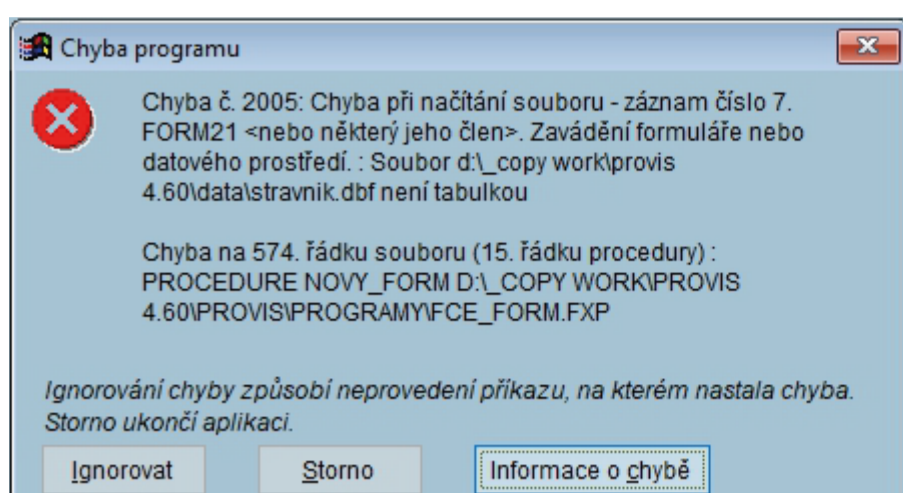 Chyba programu
Chyba č. 2005: Chyba při načítání souboru - záznam číslo 7.
FORM21 <nebo některý jeho člen>. Zavádění formuláře nebo
datového prostředí. : Soubor d:\_copy work\provis
4.60\data\stravnik.dbf není tabulkou
Chyba na 574. řádku souboru (15. řádku procedury) :
PROCEDURE NOVY_FORM D:\_COPY WORK\PROVIS
4.60\PROVIS\PROGRAMY\FCE_FORM.FXP
Ignorování chyby způsobí neprovedení příkazu, na kterém nastala chyba.
Storno ukončí aplikaci.
Ignorovat Storno Informace o chybě